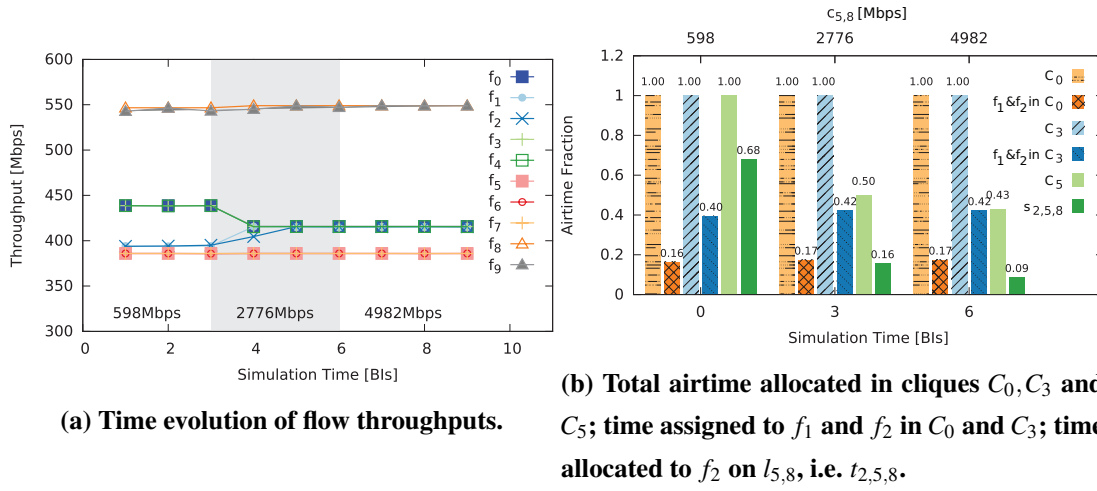 600
550
500
450
400
350
300
Throughput [Mbps]
f0
f1
f2
f3
f4
f5
f6
f7
f8
f9
598Mbps 2776Mbps 4982Mbps
0 2 4 6 8 10
Simulation Time [BIs]
(a) Time evolution of flow throughputs.
c5,8 [Mbps]
598 2776 4982
1.2
1
0.8
0.6
0.4
0.2
0
Airtime Fraction
1.00 1.00 1.00 1.00 1.00 1.00 1.00
0.16 0.40 0.68
0.17 0.42 0.50 0.16
0.17 0.42 0.43 0.09
C0
f1&f2 in C0
C3
f1&f2 in C3
C5
s2,5,8
0 3 6
Simulation Time [BIs]
(b) Total airtime allocated in cliques C0,C3 and
C5; time assigned to f1 and f2 in C0 and C3; time
allocated to f2 on l5,8, i.e. t2,5,8.